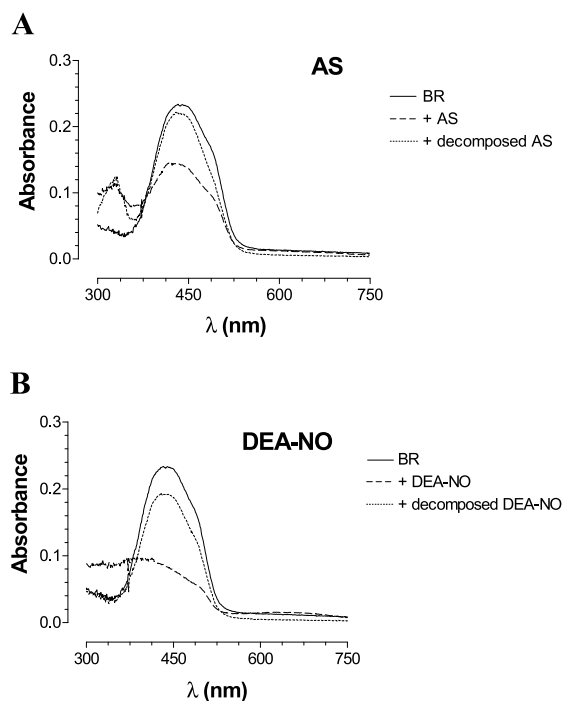 A
AS
0.3
0.2
0.1
0.0
Absorbance
300
450
600
750
λ (nm)
BR
+ AS
+ decomposed AS
B
DEA-NO
0.3
0.2
0.1
0.0
Absorbance
300
450
600
750
λ (nm)
BR
+ DEA-NO
+ decomposed DEA-NO